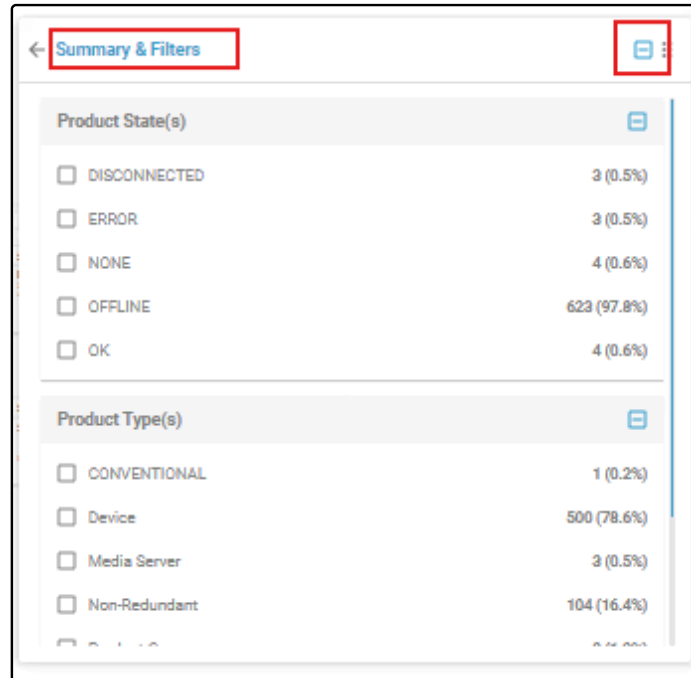 Summary & Filters
Product State(s)
DISCONNECTED 3 (0.5%)
ERROR 3 (0.5%)
NONE 4 (0.6%)
OFFLINE 623 (97.8%)
OK 4 (0.6%)
Product Type(s)
CONVENTIONAL 1 (0.2%)
Device 500 (78.6%)
Media Server 3 (0.5%)
Non-Redundant 104 (16.4%)